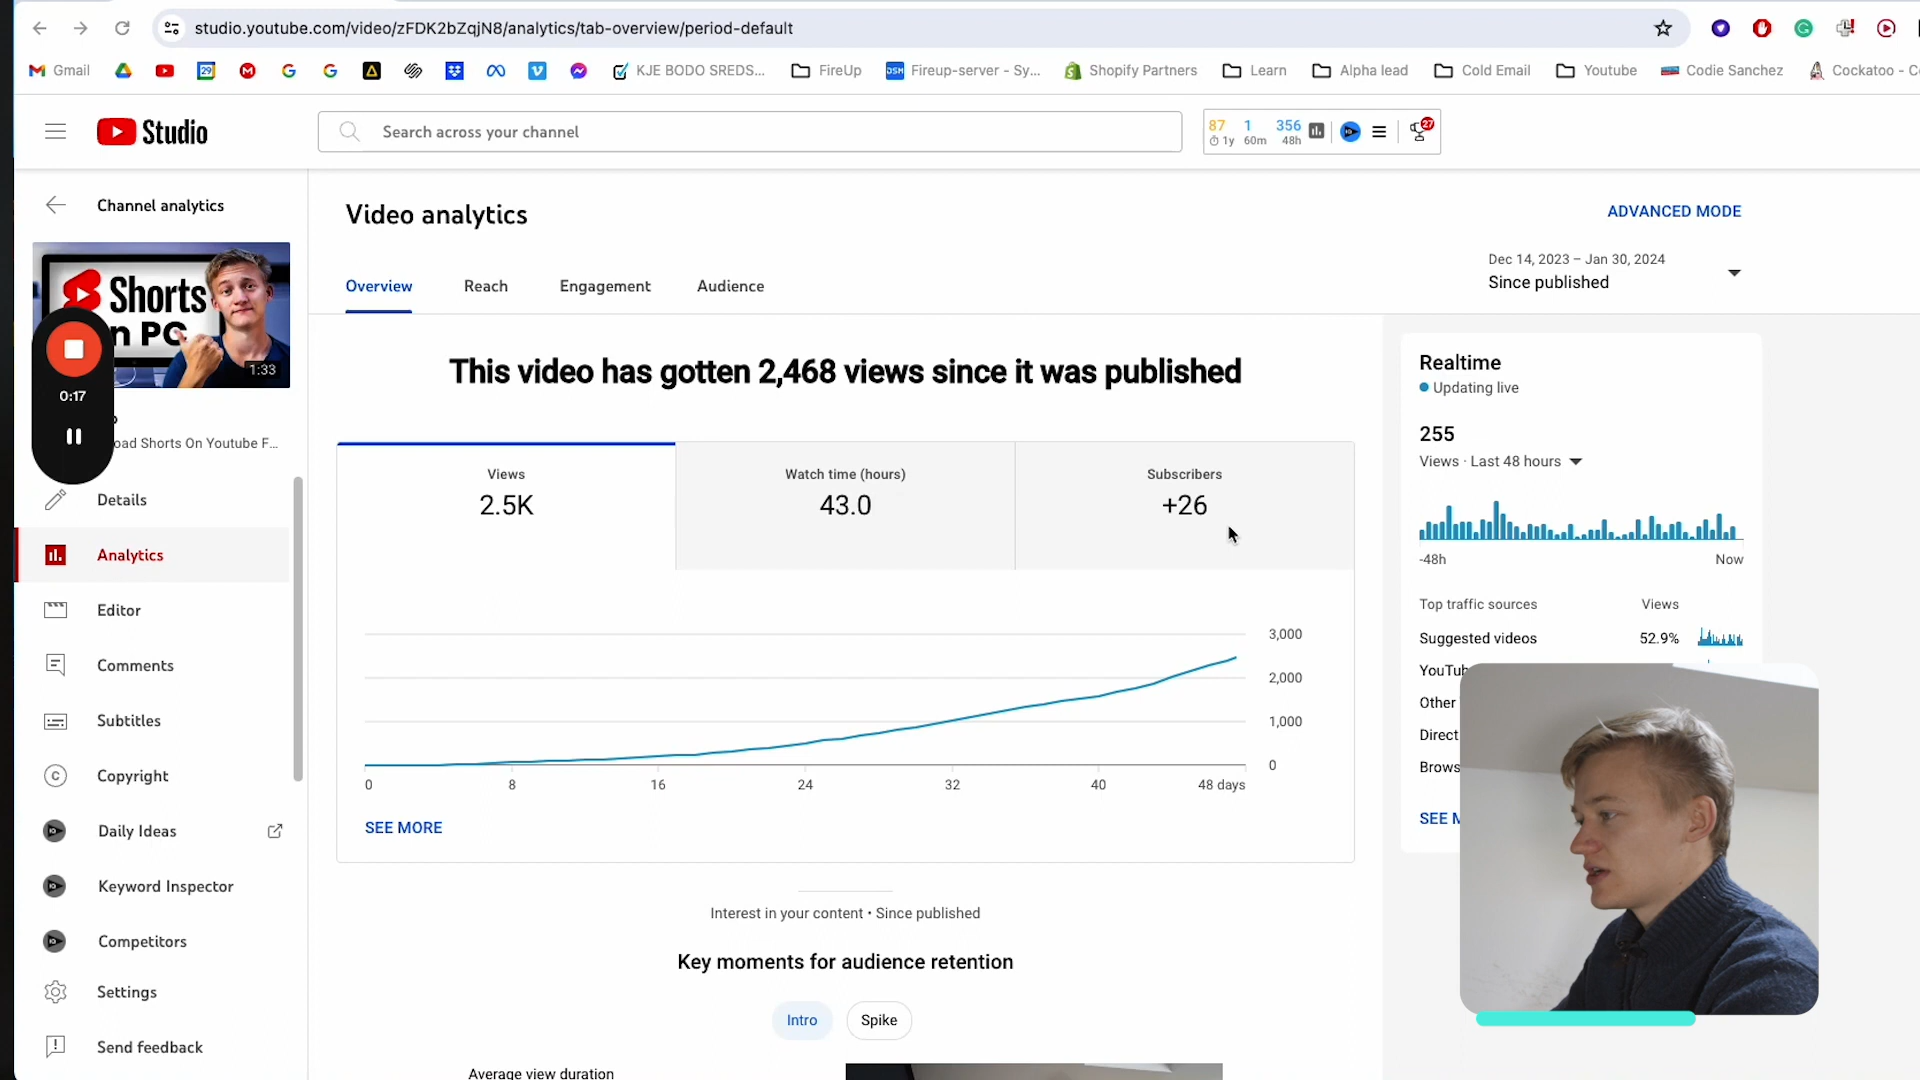 studio.youtube.com/video/zFDK2bZqjN8/analytics/tab-overview/period-default
Gmail
KJE BODO SREDS...
FireUp
Fireup-server - Sy...
Shopify Partners
Learn
Alpha lead
Cold Email
Youtube
Codie Sanchez
Cockatoo - C
Studio
Search across your channel
87 1 356
1y 60m 48h
27
Channel analytics
Video analytics
ADVANCED MODE
Dec 14, 2023 – Jan 30, 2024
Since published
Overview
Reach
Engagement
Audience
Shorts
n PC
1:33
0:17
oad Shorts On Youtube F...
Details
Analytics
Editor
Comments
Subtitles
Copyright
Daily Ideas
Keyword Inspector
Competitors
Settings
Send feedback
This video has gotten 2,468 views since it was published
Views
2.5K
Watch time (hours)
43.0
Subscribers
+26
3,000
2,000
1,000
0
0 8 16 24 32 40 48 days
SEE MORE
Interest in your content • Since published
Key moments for audience retention
Intro
Spike
Average view duration
Realtime
Updating live
255
Views · Last 48 hours
-48h
Now
Top traffic sources
Views
Suggested videos
52.9%
YouTub
Other
Direct
Brows
SEE M